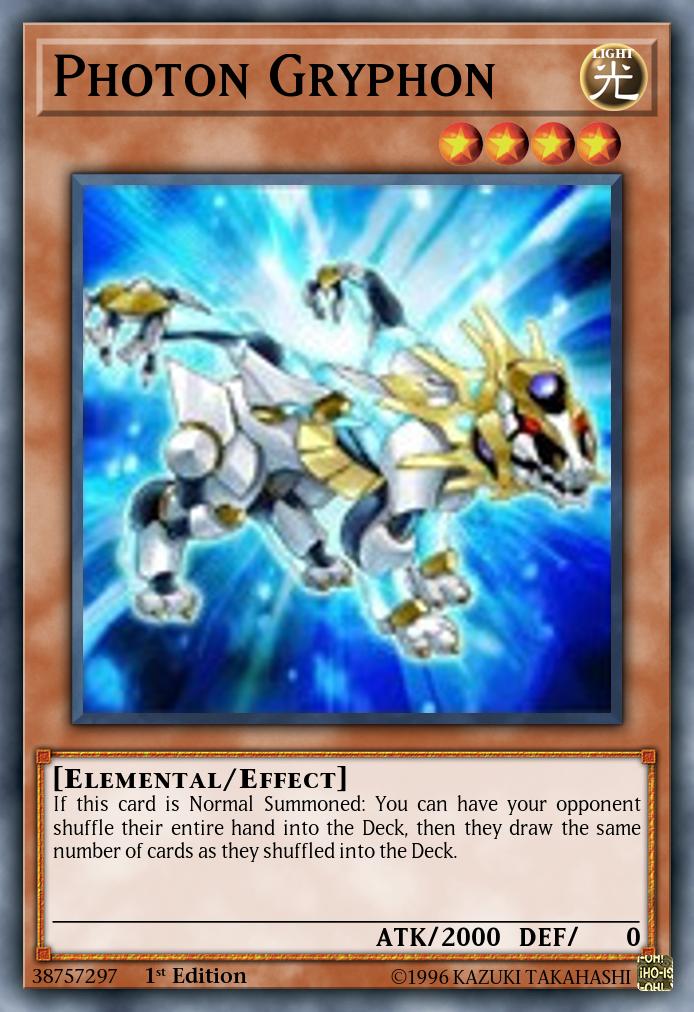 Photon Gryphon
LIGHT
光
[Elemental/Effect]
If this card is Normal Summoned: You can have your opponent
shuffle their entire hand into the Deck, then they draw the same
number of cards as they shuffled into the Deck.
ATK/2000 DEF/ 0
38757297 1st Edition ©1996 KAZUKI TAKAHASHI